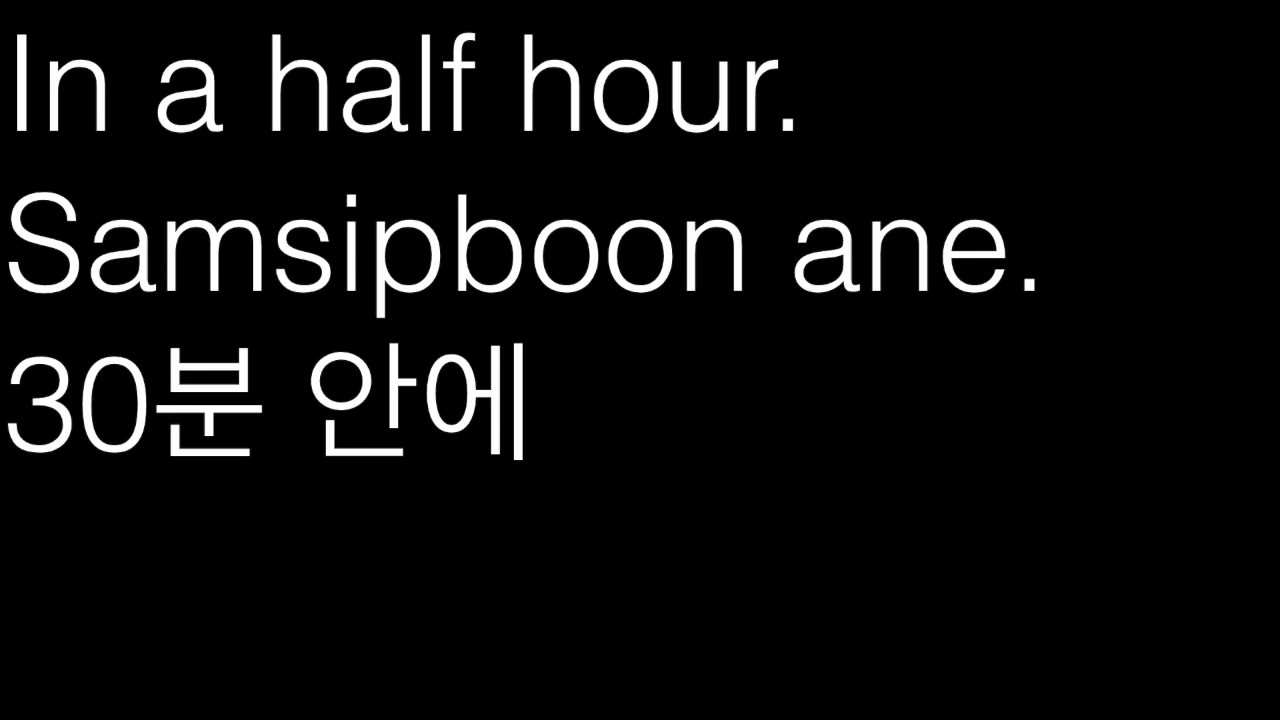 In a half hour.
Samsipboon ane.
30분 안에